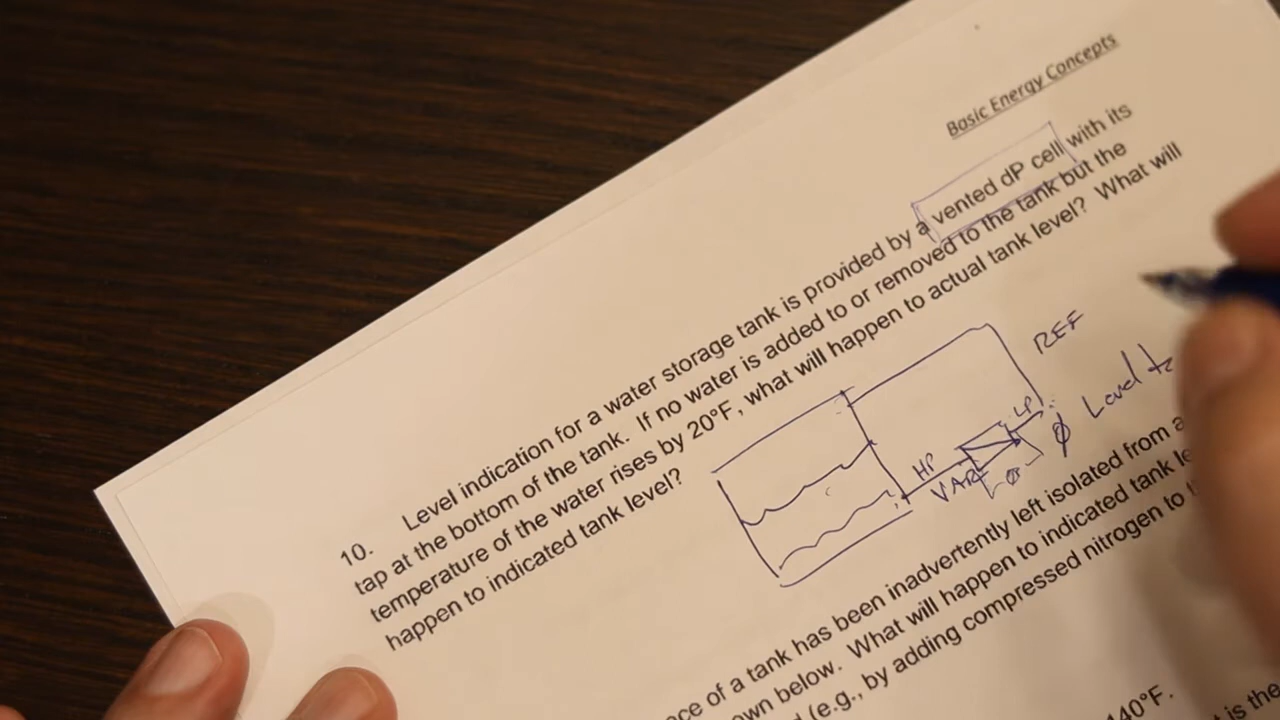 Basic Energy Concepts
10. Level indication for a water storage tank is provided by a vented dP cell with its
tap at the bottom of the tank. If no water is added to or removed to the tank but the
temperature of the water rises by 20°F, what will happen to actual tank level? What will
happen to indicated tank level?
REF
LP
HP
VAR
Level
ce of a tank has been inadvertently left isolated from a
own below. What will happen to indicated tank le
d (e.g., by adding compressed nitrogen to
140°F.
is the